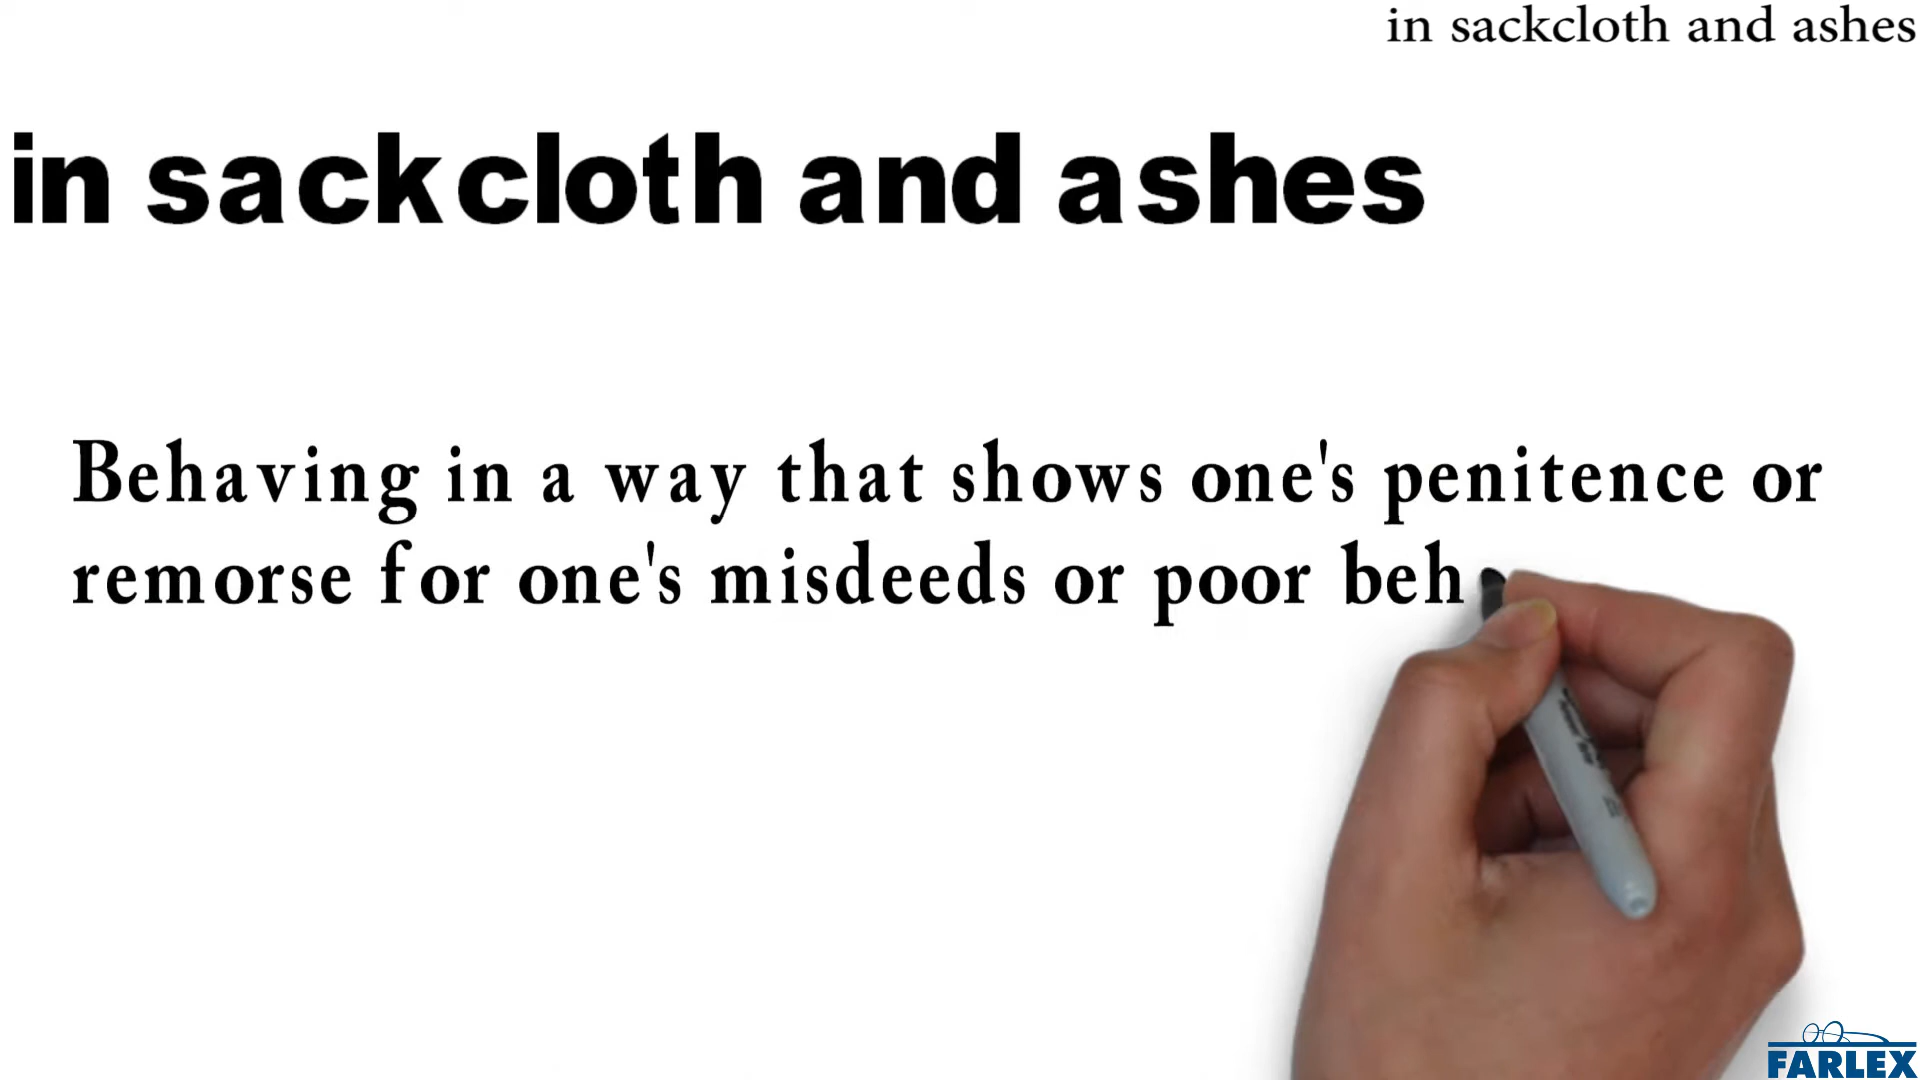 in sackcloth and ashes
in sackcloth and ashes
Behaving in a way that shows one's penitence or
remorse for one's misdeeds or poor beh
FARLEX